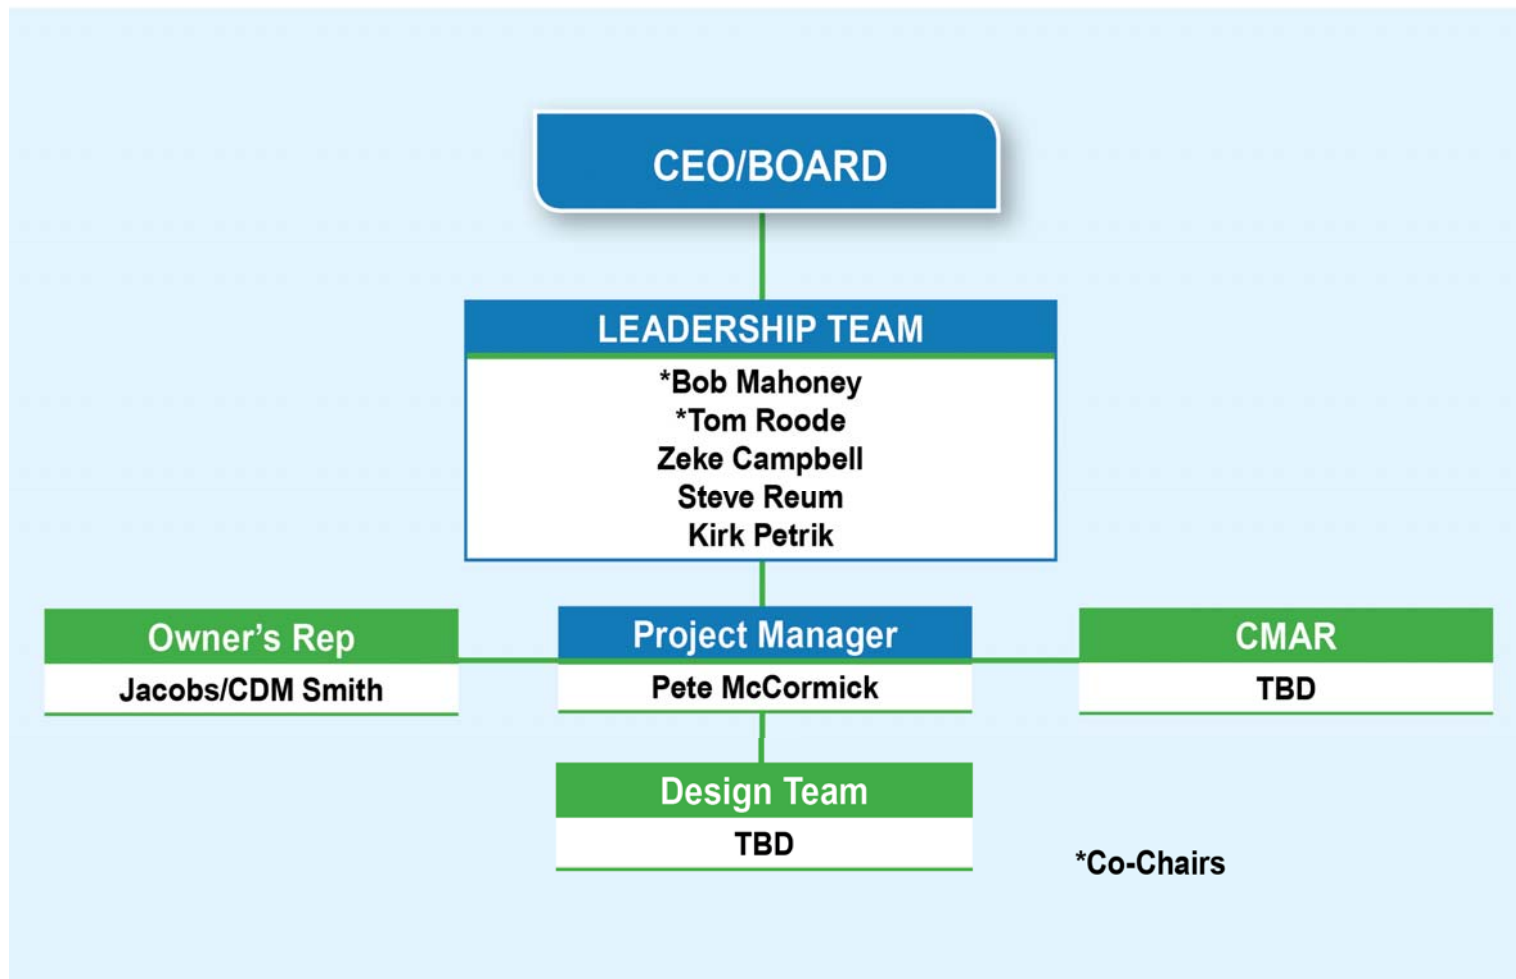 CEO/BOARD
LEADERSHIP TEAM
*Bob Mahoney
*Tom Roode
Zeke Campbell
Steve Reum
Kirk Petrik
Owner’s Rep
Jacobs/CDM Smith
Project Manager
Pete McCormick
CMAR
TBD
Design Team
TBD
*Co-Chairs